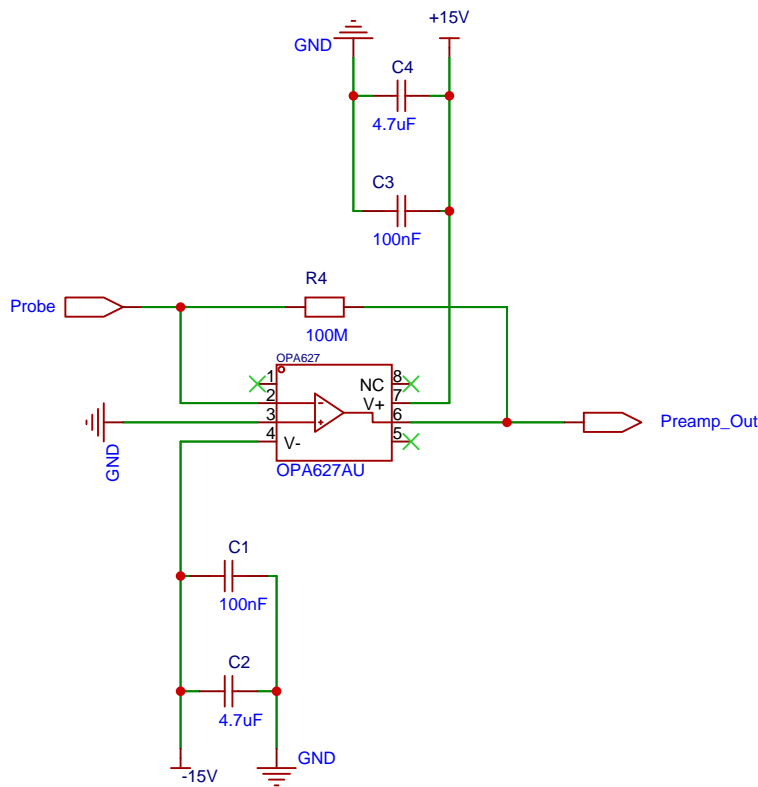 +15V
GND
C4
4.7uF
C3
100nF
R4
Probe
100M
OPA627
1
8
NC
2
7
V+
3
6
Preamp_Out
4
5
V-
GND
OPA627AU
C1
100nF
C2
4.7uF
GND
-15V